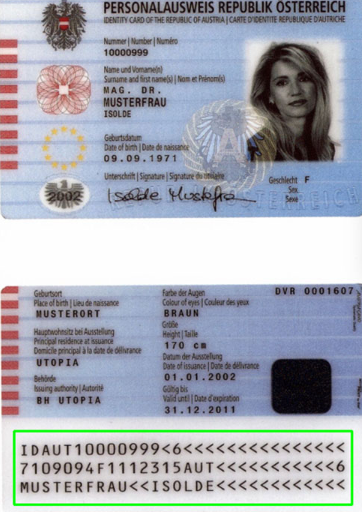 PERSONALAUSWEIS REPUBLIK ÖSTERREICH
IDENTITY CARD OF THE REPUBLIC OF AUSTRIA | CARTE D'IDENTITE REPUBLIQUE D'AUTRICHE
Nummer | Number | Numéro
10000999
Name und Vorname(n)
Surname and first name(s) | Nom et Prénom(s)
MAG. DR.
MUSTERFRAU
ISOLDE
Geburtsdatum
Date of birth | Date de naissance
09.09.1971
Unterschrift | Signature | Signature du titulaire
Geschlecht F
Sex
Sexe
2002
Isolde Musterfrau
Geburtsort
Place of birth | Lieu de naissance
MUSTERORT
Hauptwohnsitz bei Ausstellung
Principal residence at issuance
Domicile principal à la date de délivrance
UTOPIA
Behörde
Issuing authority | Autorité
BH UTOPIA
Farbe der Augen
Colour of eyes | Couleur des yeux
BRAUN
Größe
Height | Taille
170 cm
Datum der Ausstellung
Date of issuance | Date de délivrance
01.01.2002
Gültig bis
Valid until | Date d'expiration
31.12.2011
DVR 0001607
IDAUT10000999<6<<<<<<<<<<<<<<<
7109094F1112315AUT<<<<<<<<<<<6
MUSTERFRAU<<ISOLDE<<<<<<<<<<<<